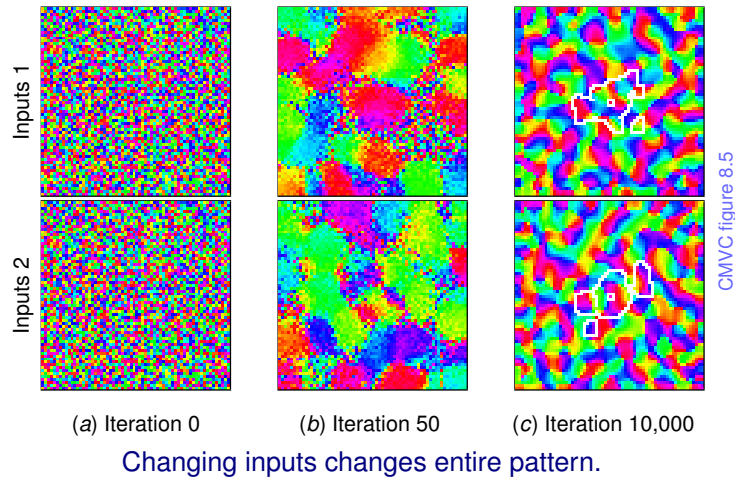 Inputs 1
Inputs 2
CMVC figure 8.5
(a) Iteration 0
(b) Iteration 50
(c) Iteration 10,000
Changing inputs changes entire pattern.